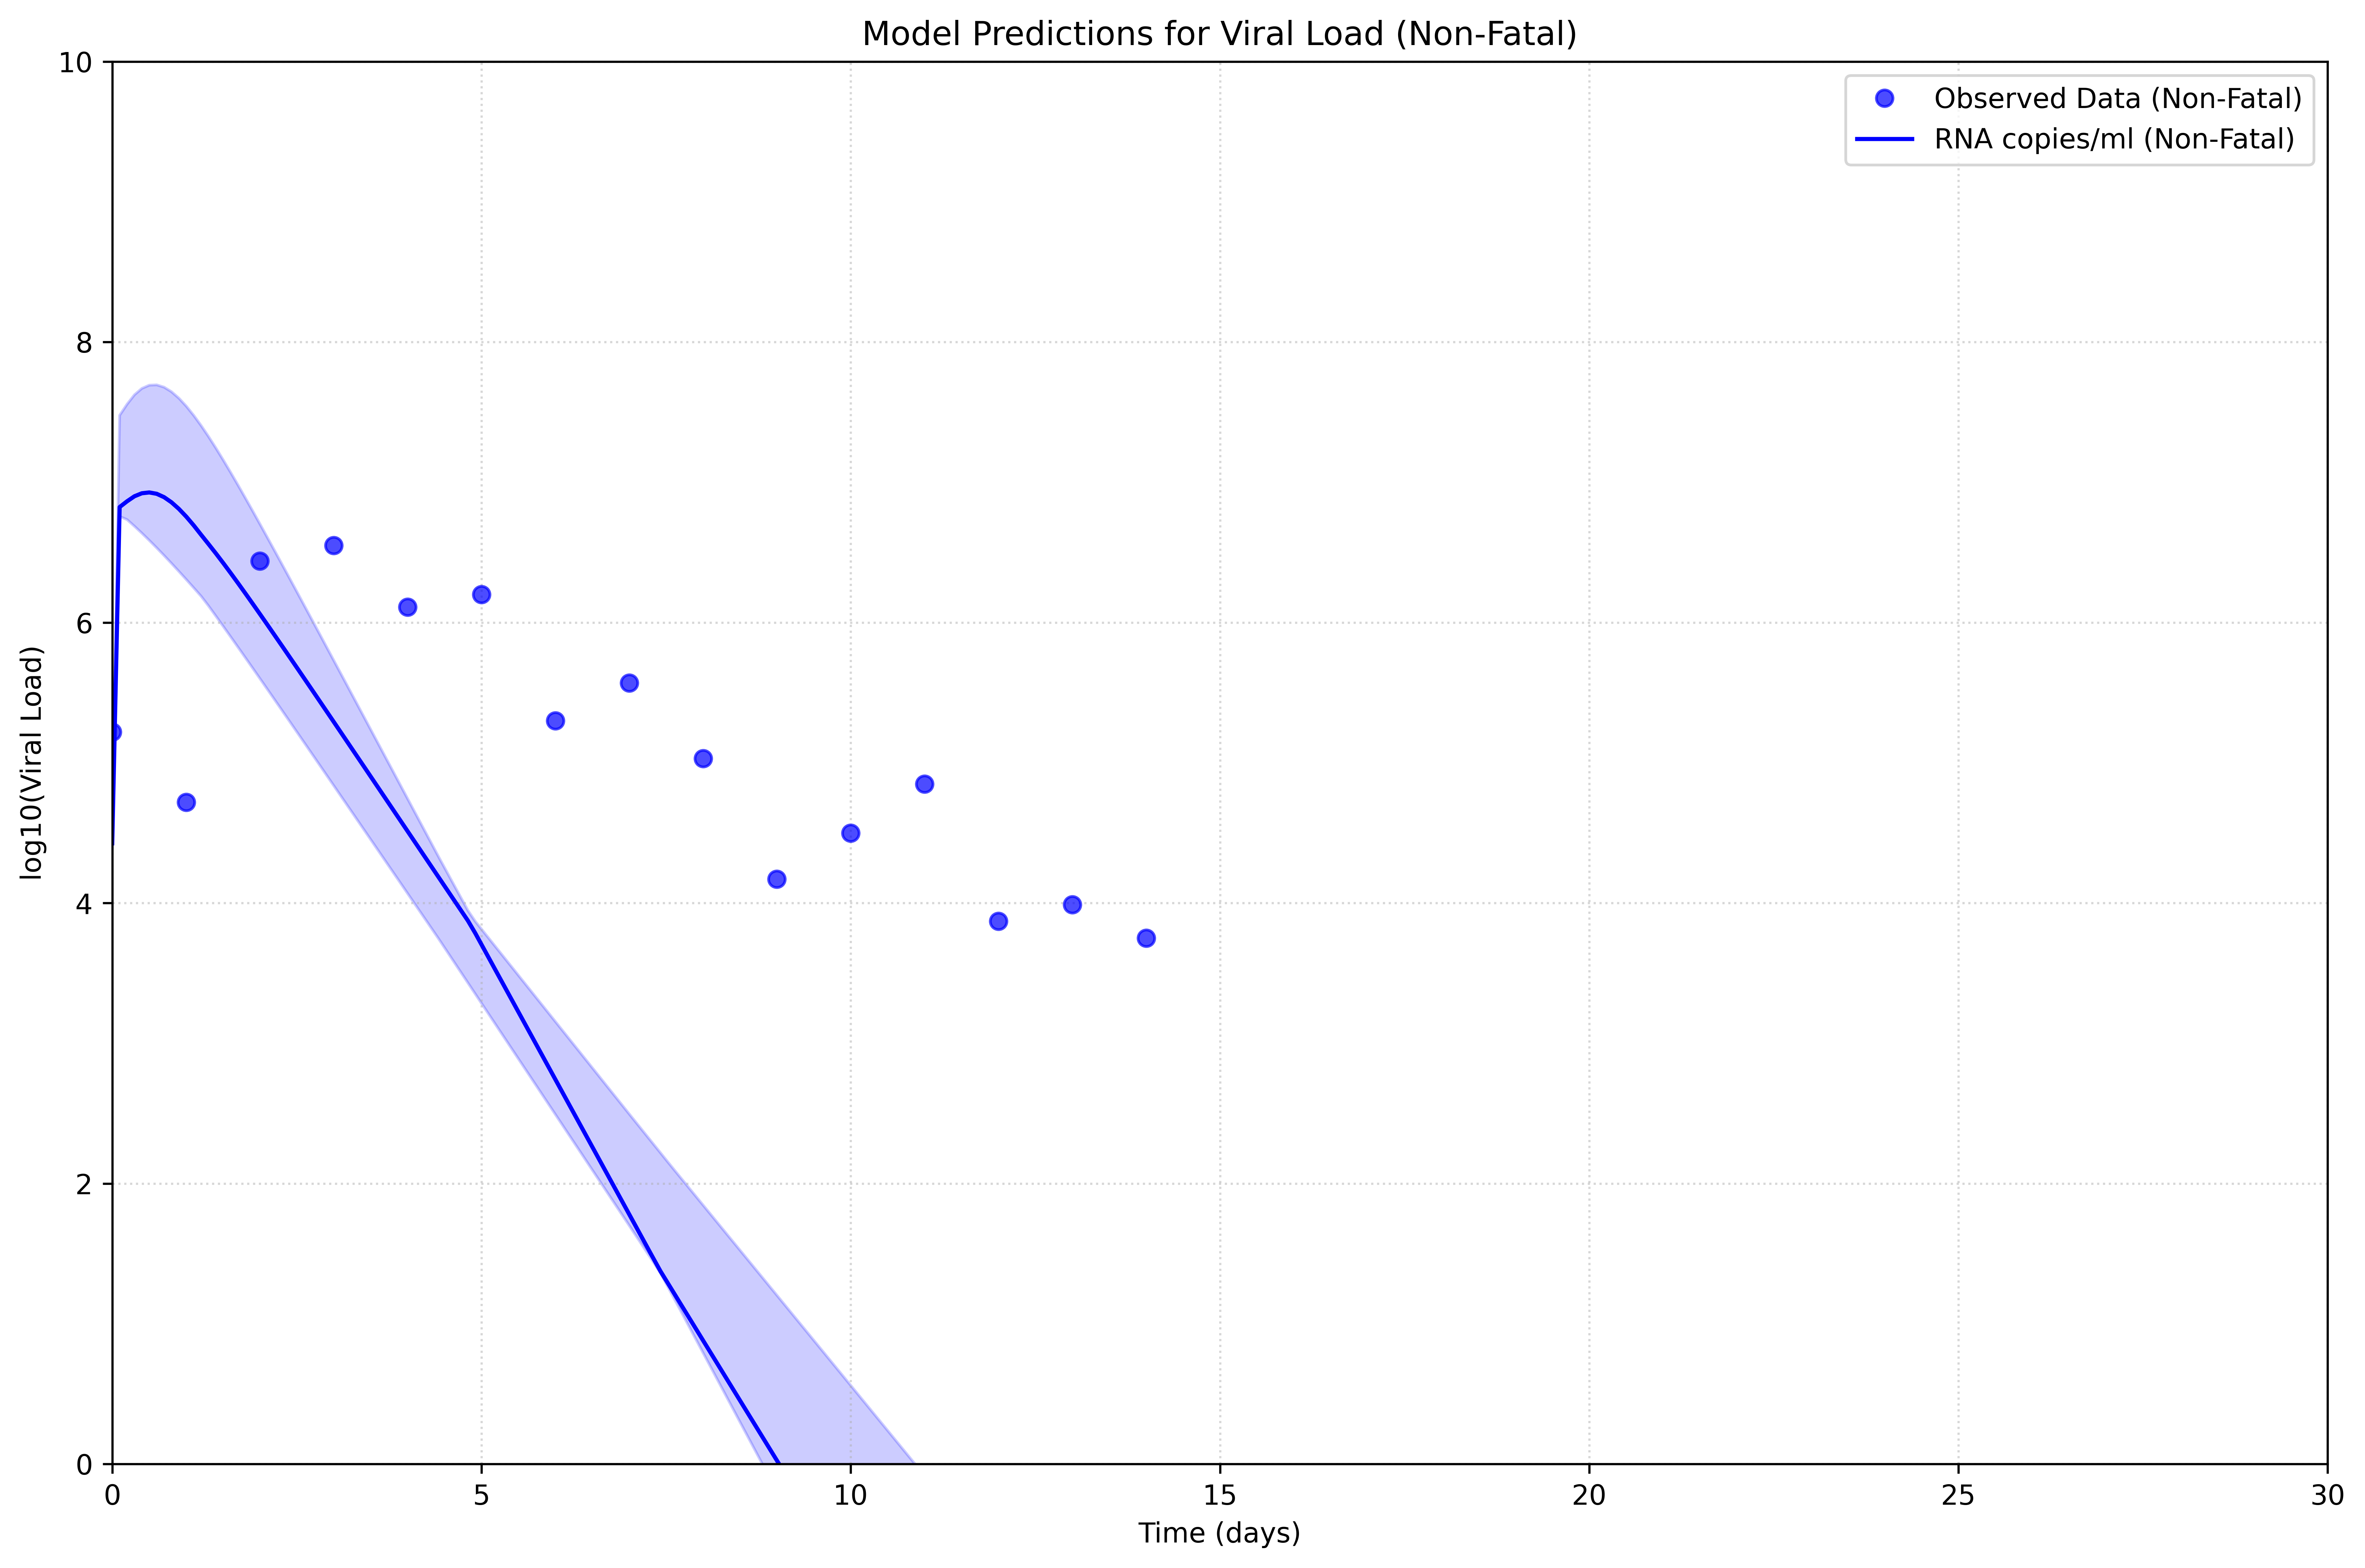 Model Predictions for Viral Load (Non-Fatal)
Observed Data (Non-Fatal)
RNA copies/ml (Non-Fatal)
log10(Viral Load)
10
8
6
4
2
0
0 5 10 15 20 25 30
Time (days)